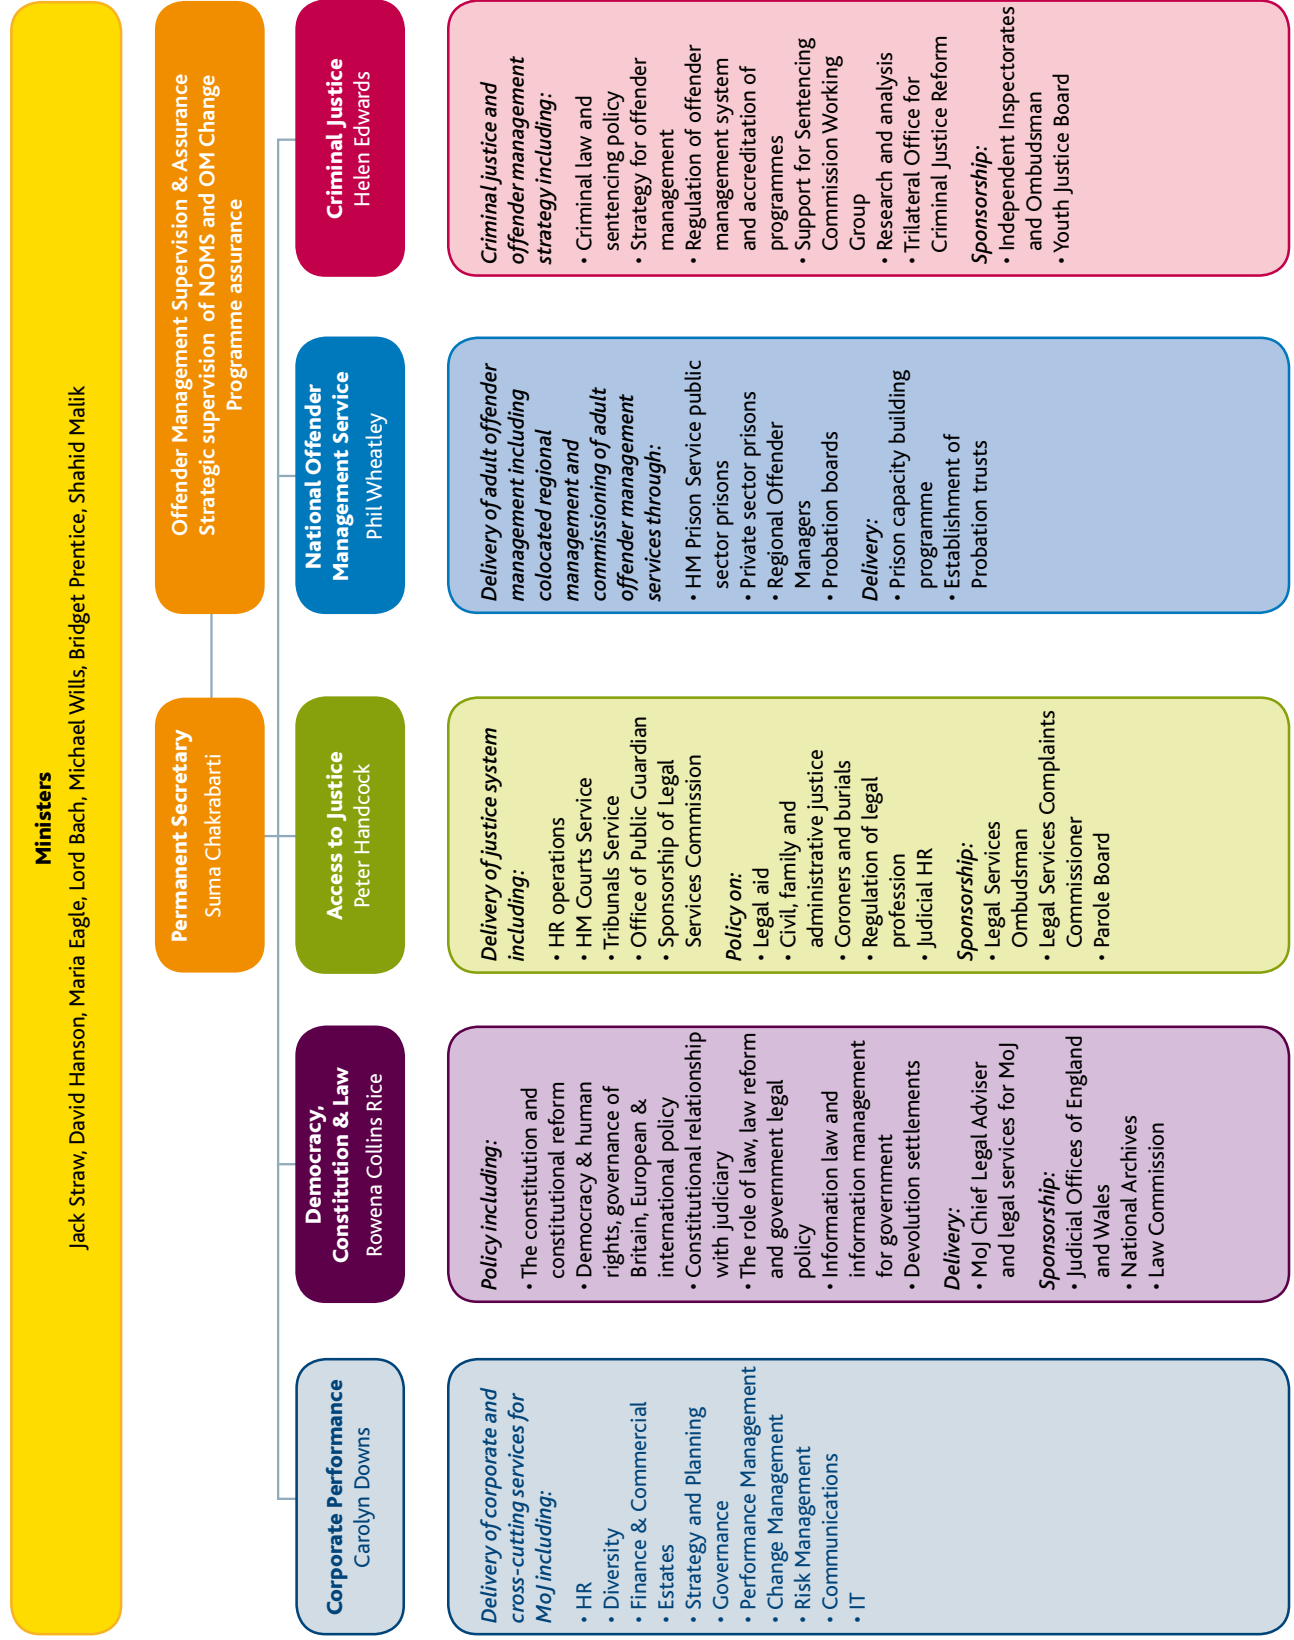 Ministers
Jack Straw, David Hanson, Maria Eagle, Lord Bach, Michael Wills, Bridget Prentice, Shahid Malik
Permanent Secretary
Suma Chakrabarti
Offender Management Supervision & Assurance
Strategic supervision of NOMS and OM Change
Programme assurance
Corporate Performance
Carolyn Downs
Delivery of corporate and
cross-cutting services for
MoJ including:
• HR
• Diversity
• Finance & Commercial
• Estates
• Strategy and Planning
• Governance
• Performance Management
• Change Management
• Risk Management
• Communications
• IT
Democracy,
Constitution & Law
Rowena Collins Rice
Policy including:
• The constitution and
constitutional reform
• Democracy & human
rights, governance of
Britain, European &
international policy
• Constitutional relationship
with judiciary
• The role of law, law reform
and government legal
policy
• Information law and
information management
for government
• Devolution settlements
Delivery:
• MoJ Chief Legal Adviser
and legal services for MoJ
Sponsorship:
• Judicial Offices of England
and Wales
• National Archives
• Law Commission
Access to Justice
Peter Handcock
Delivery of justice system
including:
• HR operations
• HM Courts Service
• Tribunals Service
• Office of Public Guardian
• Sponsorship of Legal
Services Commission
Policy on:
• Legal aid
• Civil, family and
administrative justice
• Coroners and burials
• Regulation of legal
profession
• Judicial HR
Sponsorship:
• Legal Services
Ombudsman
• Legal Services Complaints
Commissioner
• Parole Board
National Offender
Management Service
Phil Wheatley
Delivery of adult offender
management including
colocated regional
management and
commissioning of adult
offender management
services through:
• HM Prison Service public
sector prisons
• Private sector prisons
• Regional Offender
Managers
• Probation boards
Delivery:
• Prison capacity building
programme
• Establishment of
Probation trusts
Criminal Justice
Helen Edwards
Criminal justice and
offender management
strategy including:
• Criminal law and
sentencing policy
• Strategy for offender
management
• Regulation of offender
management system
and accreditation of
programmes
• Support for Sentencing
Commission Working
Group
• Research and analysis
• Trilateral Office for
Criminal Justice Reform
Sponsorship:
• Independent Inspectorates
and Ombudsman
• Youth Justice Board